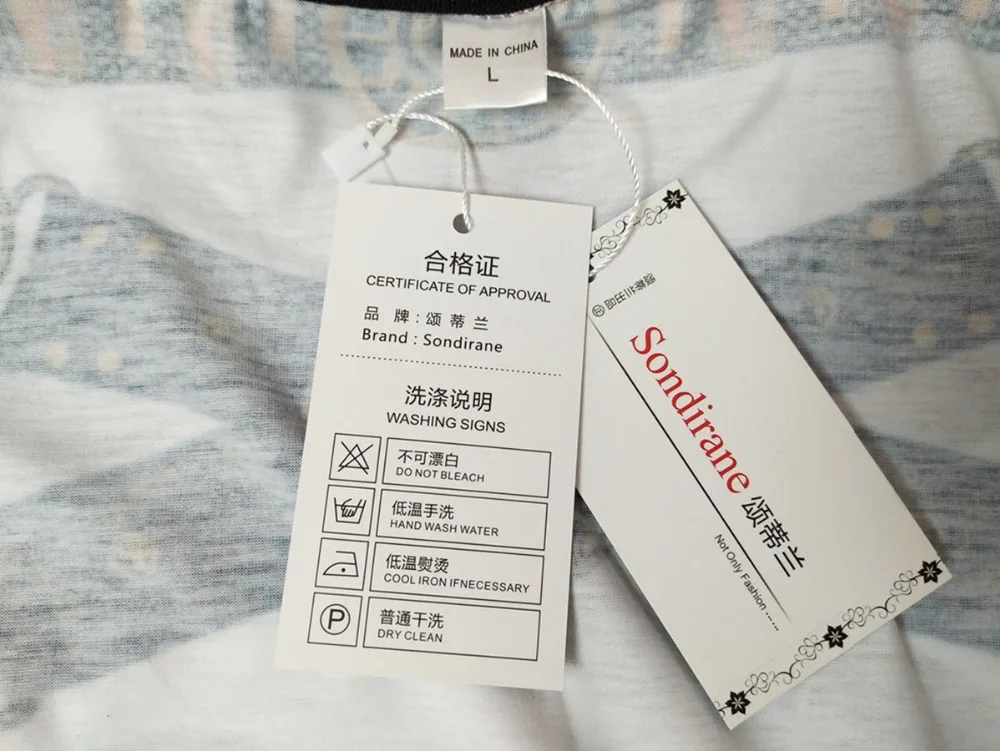 MADE IN CHINA
L
合格证
CERTIFICATE OF APPROVAL
品 牌：颂 蒂 兰
Brand : Sondirane
洗涤说明
WASHING SIGNS
不可漂白
DO NOT BLEACH
低温手洗
HAND WASH WATER
低温熨烫
COOL IRON IFNECESSARY
P
普通干洗
DRY CLEAN
Sondirane 颂蒂兰
Not Only Fashion ......